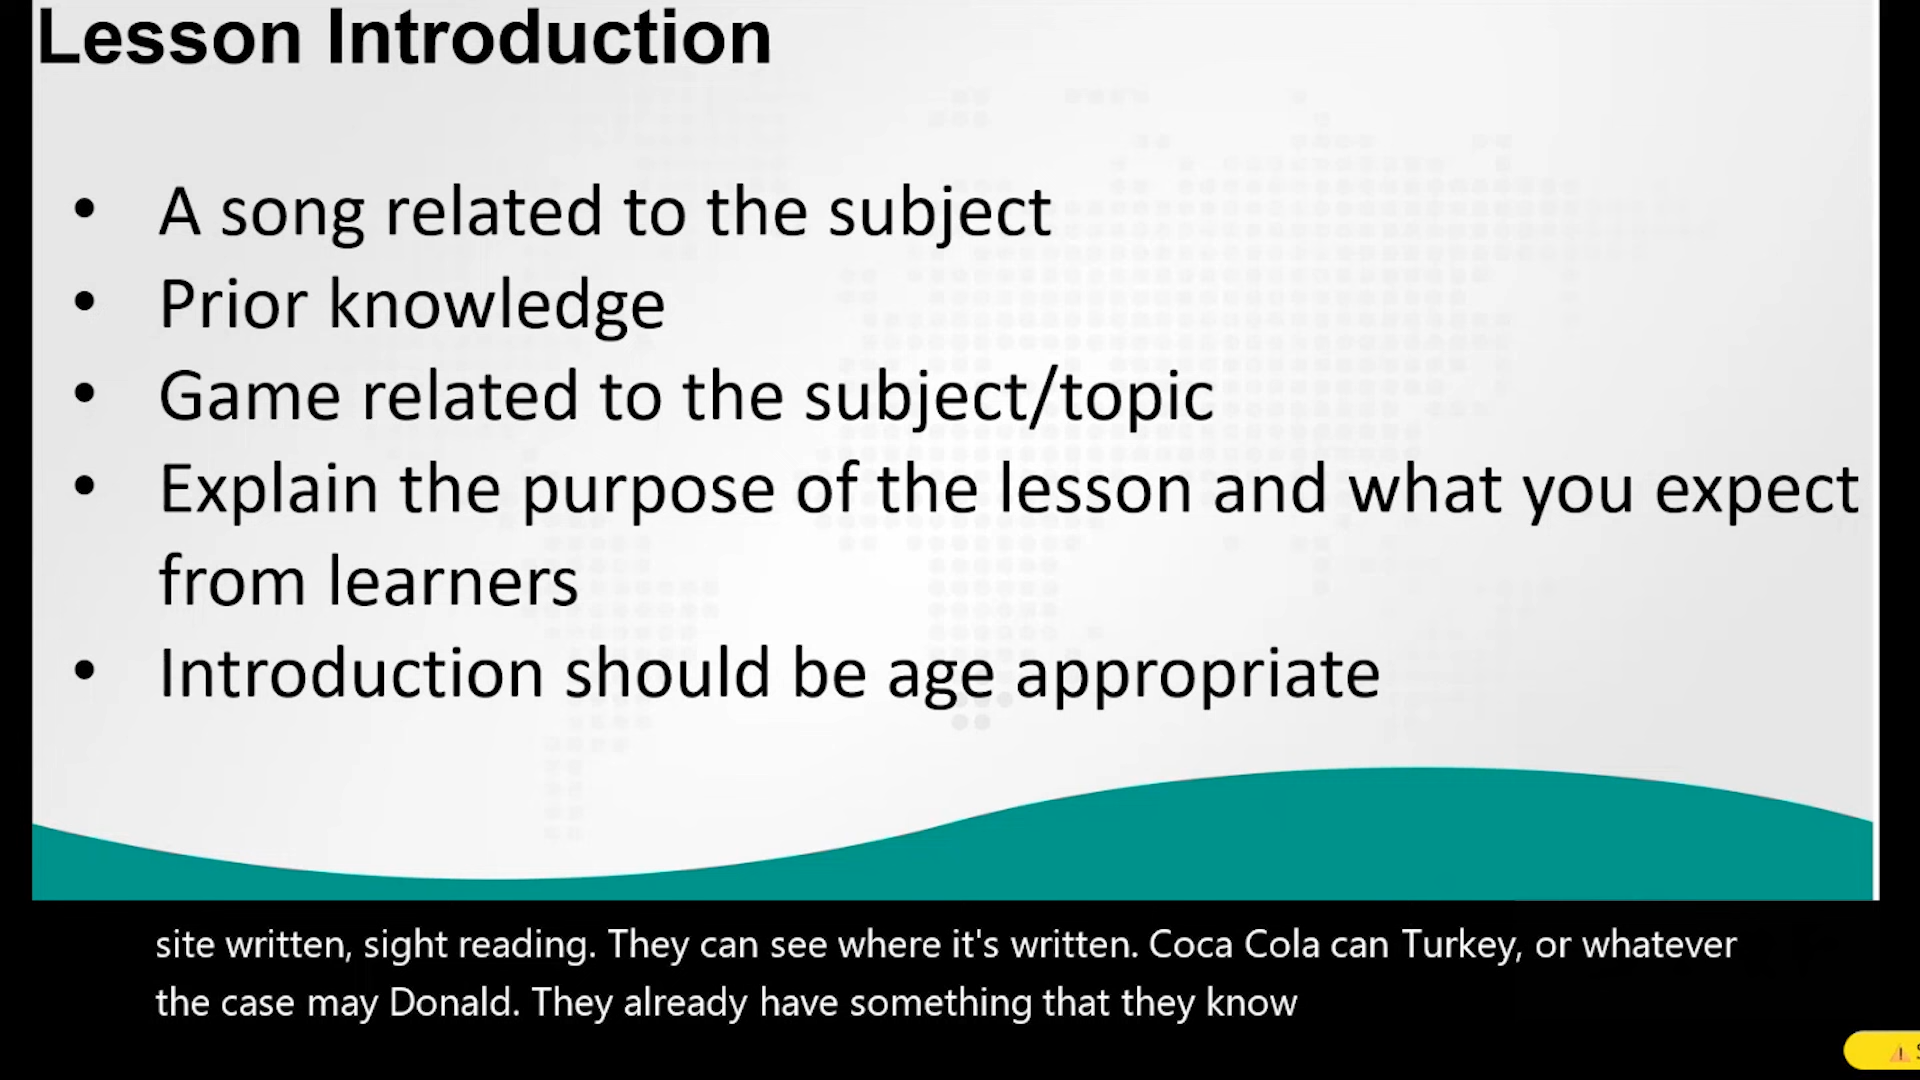 Lesson Introduction
• A song related to the subject
• Prior knowledge
• Game related to the subject/topic
• Explain the purpose of the lesson and what you expect
from learners
• Introduction should be age appropriate
site written, sight reading. They can see where it's written. Coca Cola can Turkey, or whatever
the case may Donald. They already have something that they know